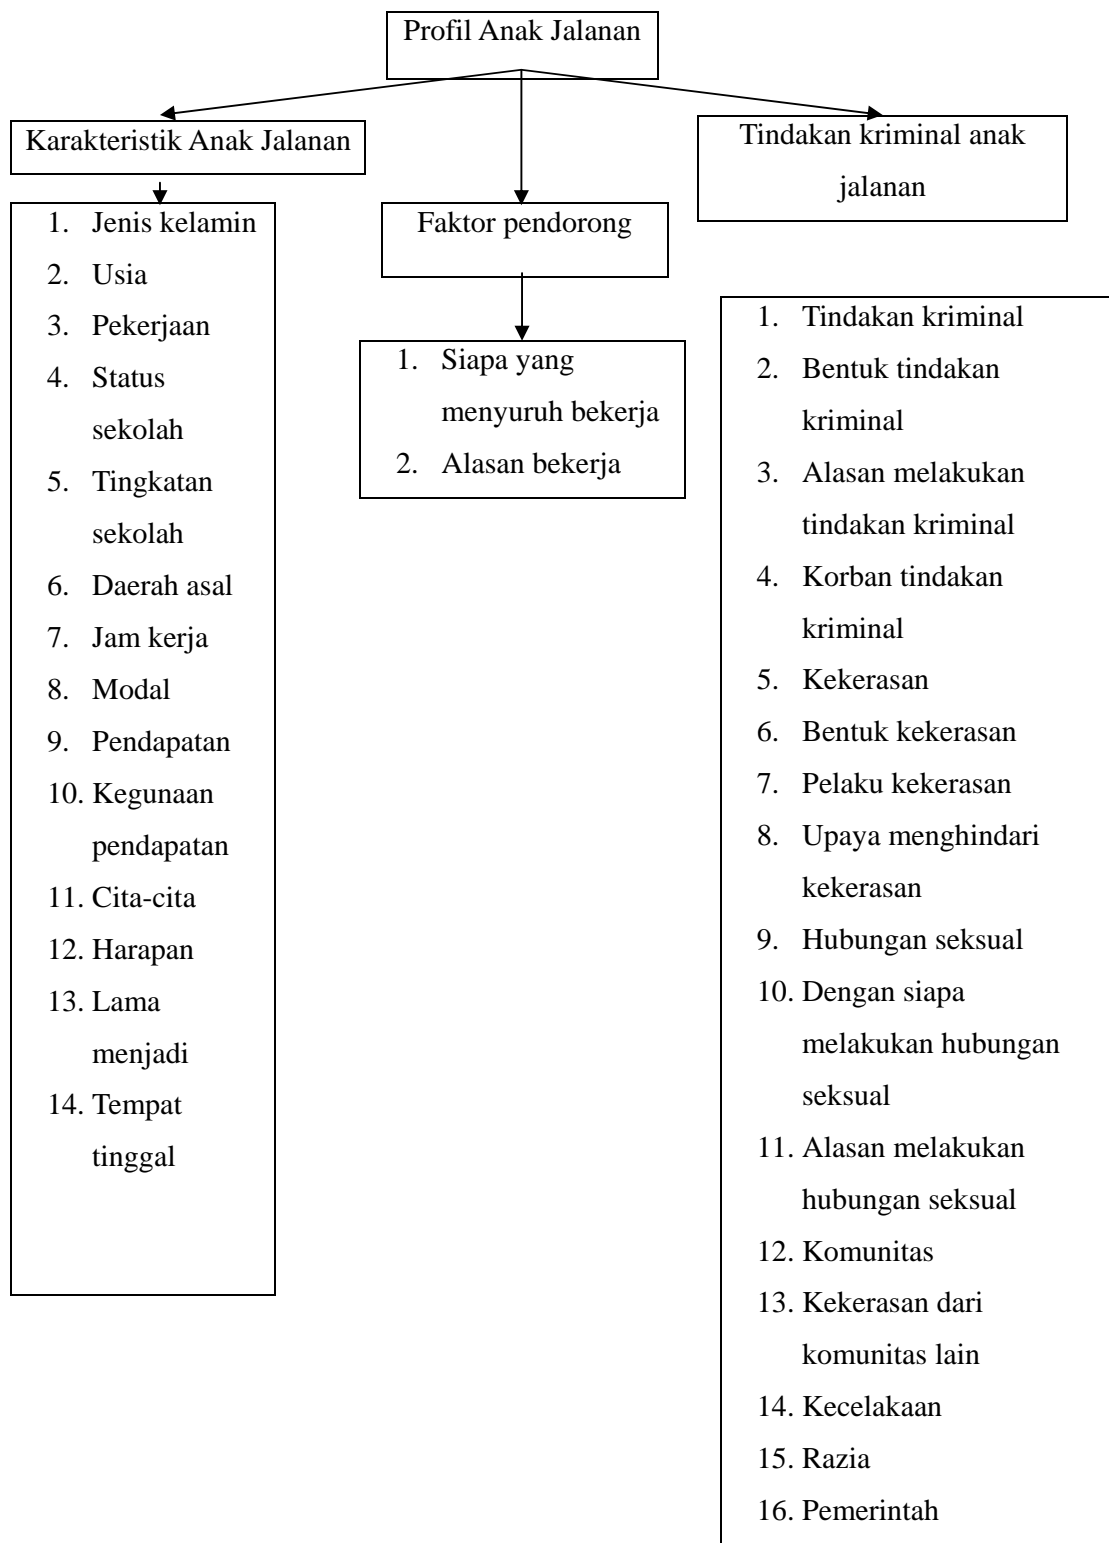 Profil Anak Jalanan
Karakteristik Anak Jalanan
1. Jenis kelamin
2. Usia
3. Pekerjaan
4. Status
sekolah
5. Tingkatan
sekolah
6. Daerah asal
7. Jam kerja
8. Modal
9. Pendapatan
10. Kegunaan
pendapatan
11. Cita-cita
12. Harapan
13. Lama
menjadi
14. Tempat
tinggal
Faktor pendorong
1. Siapa yang
menyuruh bekerja
2. Alasan bekerja
Tindakan kriminal anak
jalanan
1. Tindakan kriminal
2. Bentuk tindakan
kriminal
3. Alasan melakukan
tindakan kriminal
4. Korban tindakan
kriminal
5. Kekerasan
6. Bentuk kekerasan
7. Pelaku kekerasan
8. Upaya menghindari
kekerasan
9. Hubungan seksual
10. Dengan siapa
melakukan hubungan
seksual
11. Alasan melakukan
hubungan seksual
12. Komunitas
13. Kekerasan dari
komunitas lain
14. Kecelakaan
15. Razia
16. Pemerintah